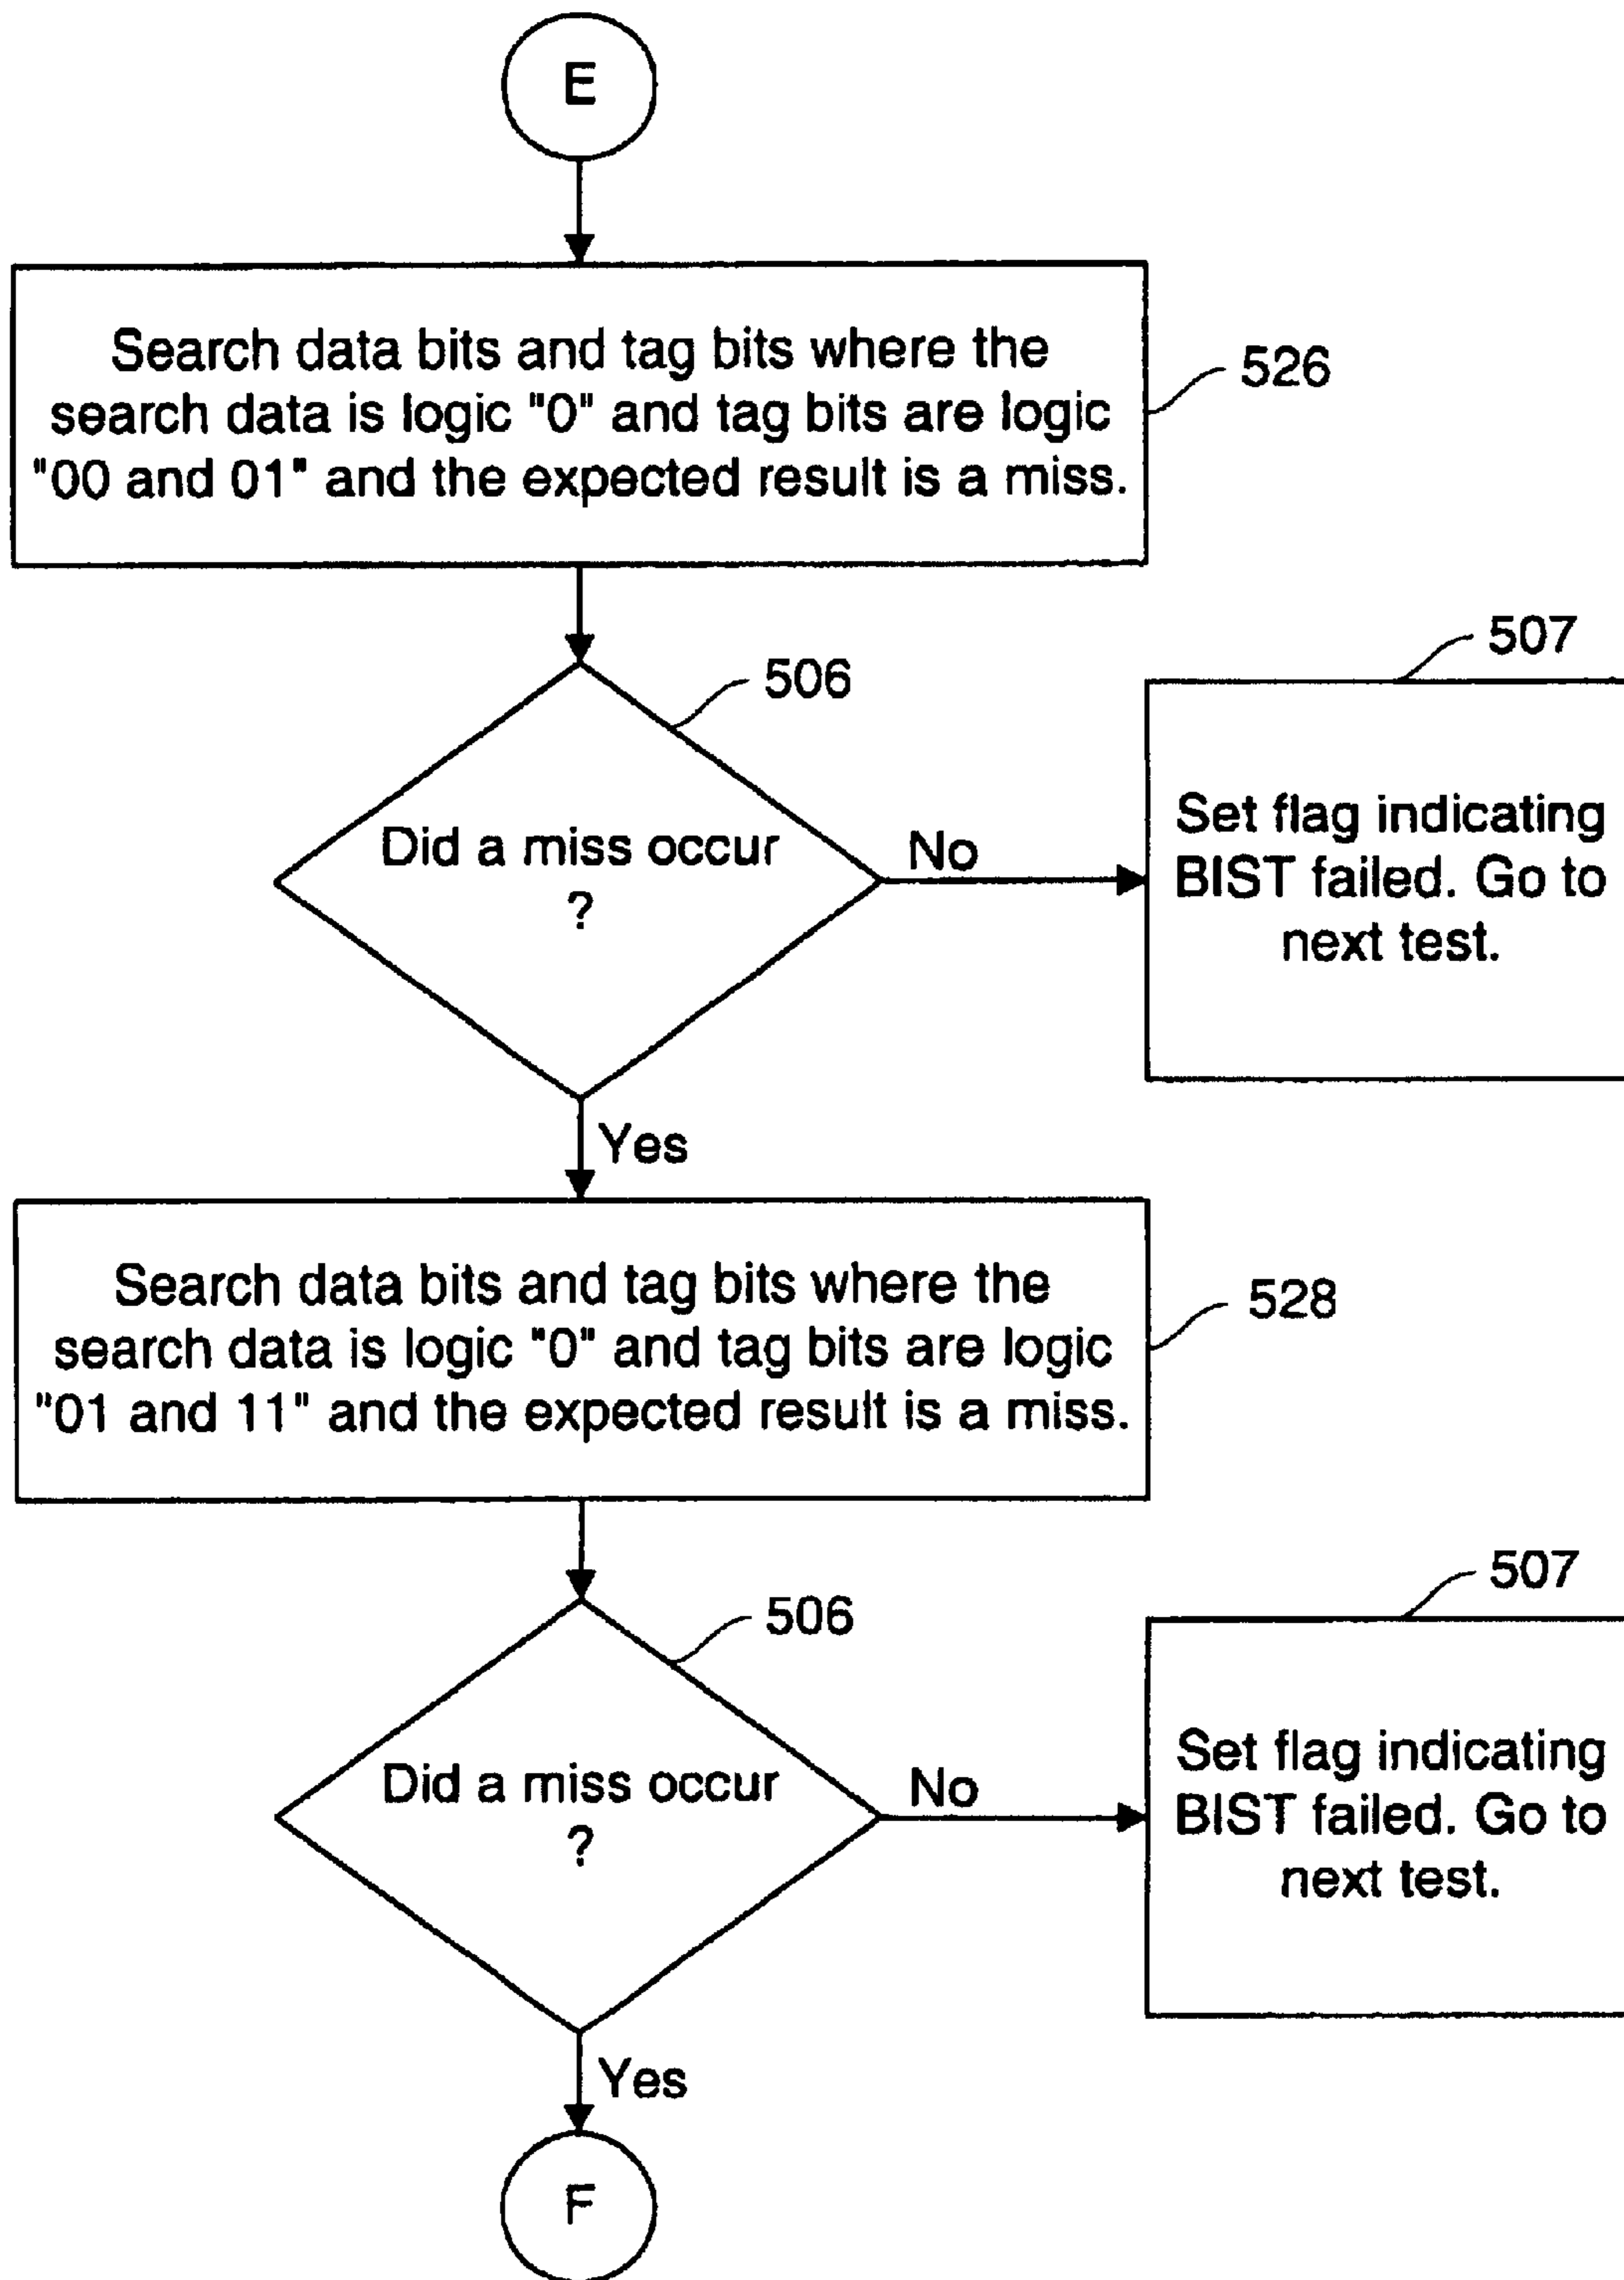 E
Search data bits and tag bits where the
search data is logic "0" and tag bits are logic
"00 and 01" and the expected result is a miss.
526
506
Did a miss occur
?
No
507
Set flag indicating
BIST failed. Go to
next test.
Yes
Search data bits and tag bits where the
search data is logic "0" and tag bits are logic
"01 and 11" and the expected result is a miss.
528
506
Did a miss occur
?
No
507
Set flag indicating
BIST failed. Go to
next test.
Yes
F